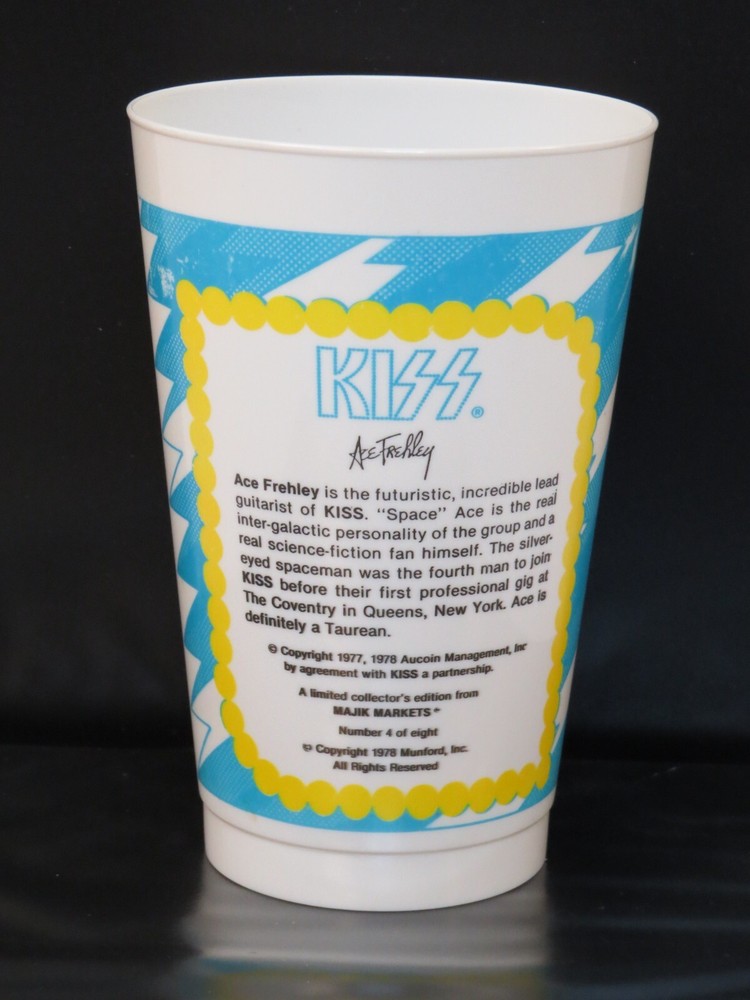 KISS®
Ace Frehley
Ace Frehley is the futuristic, incredible lead
guitarist of KISS. "Space" Ace is the real
inter-galactic personality of the group and a
real science-fiction fan himself. The silver-
eyed spaceman was the fourth man to join
KISS before their first professional gig at
The Coventry in Queens, New York. Ace is
definitely a Taurean.
© Copyright 1977, 1978 Aucoin Management, Inc
by agreement with KISS a partnership.
A limited collector's edition from
MAJIK MARKETS
Number 4 of eight
© Copyright 1978 Munford, Inc.
All Rights Reserved